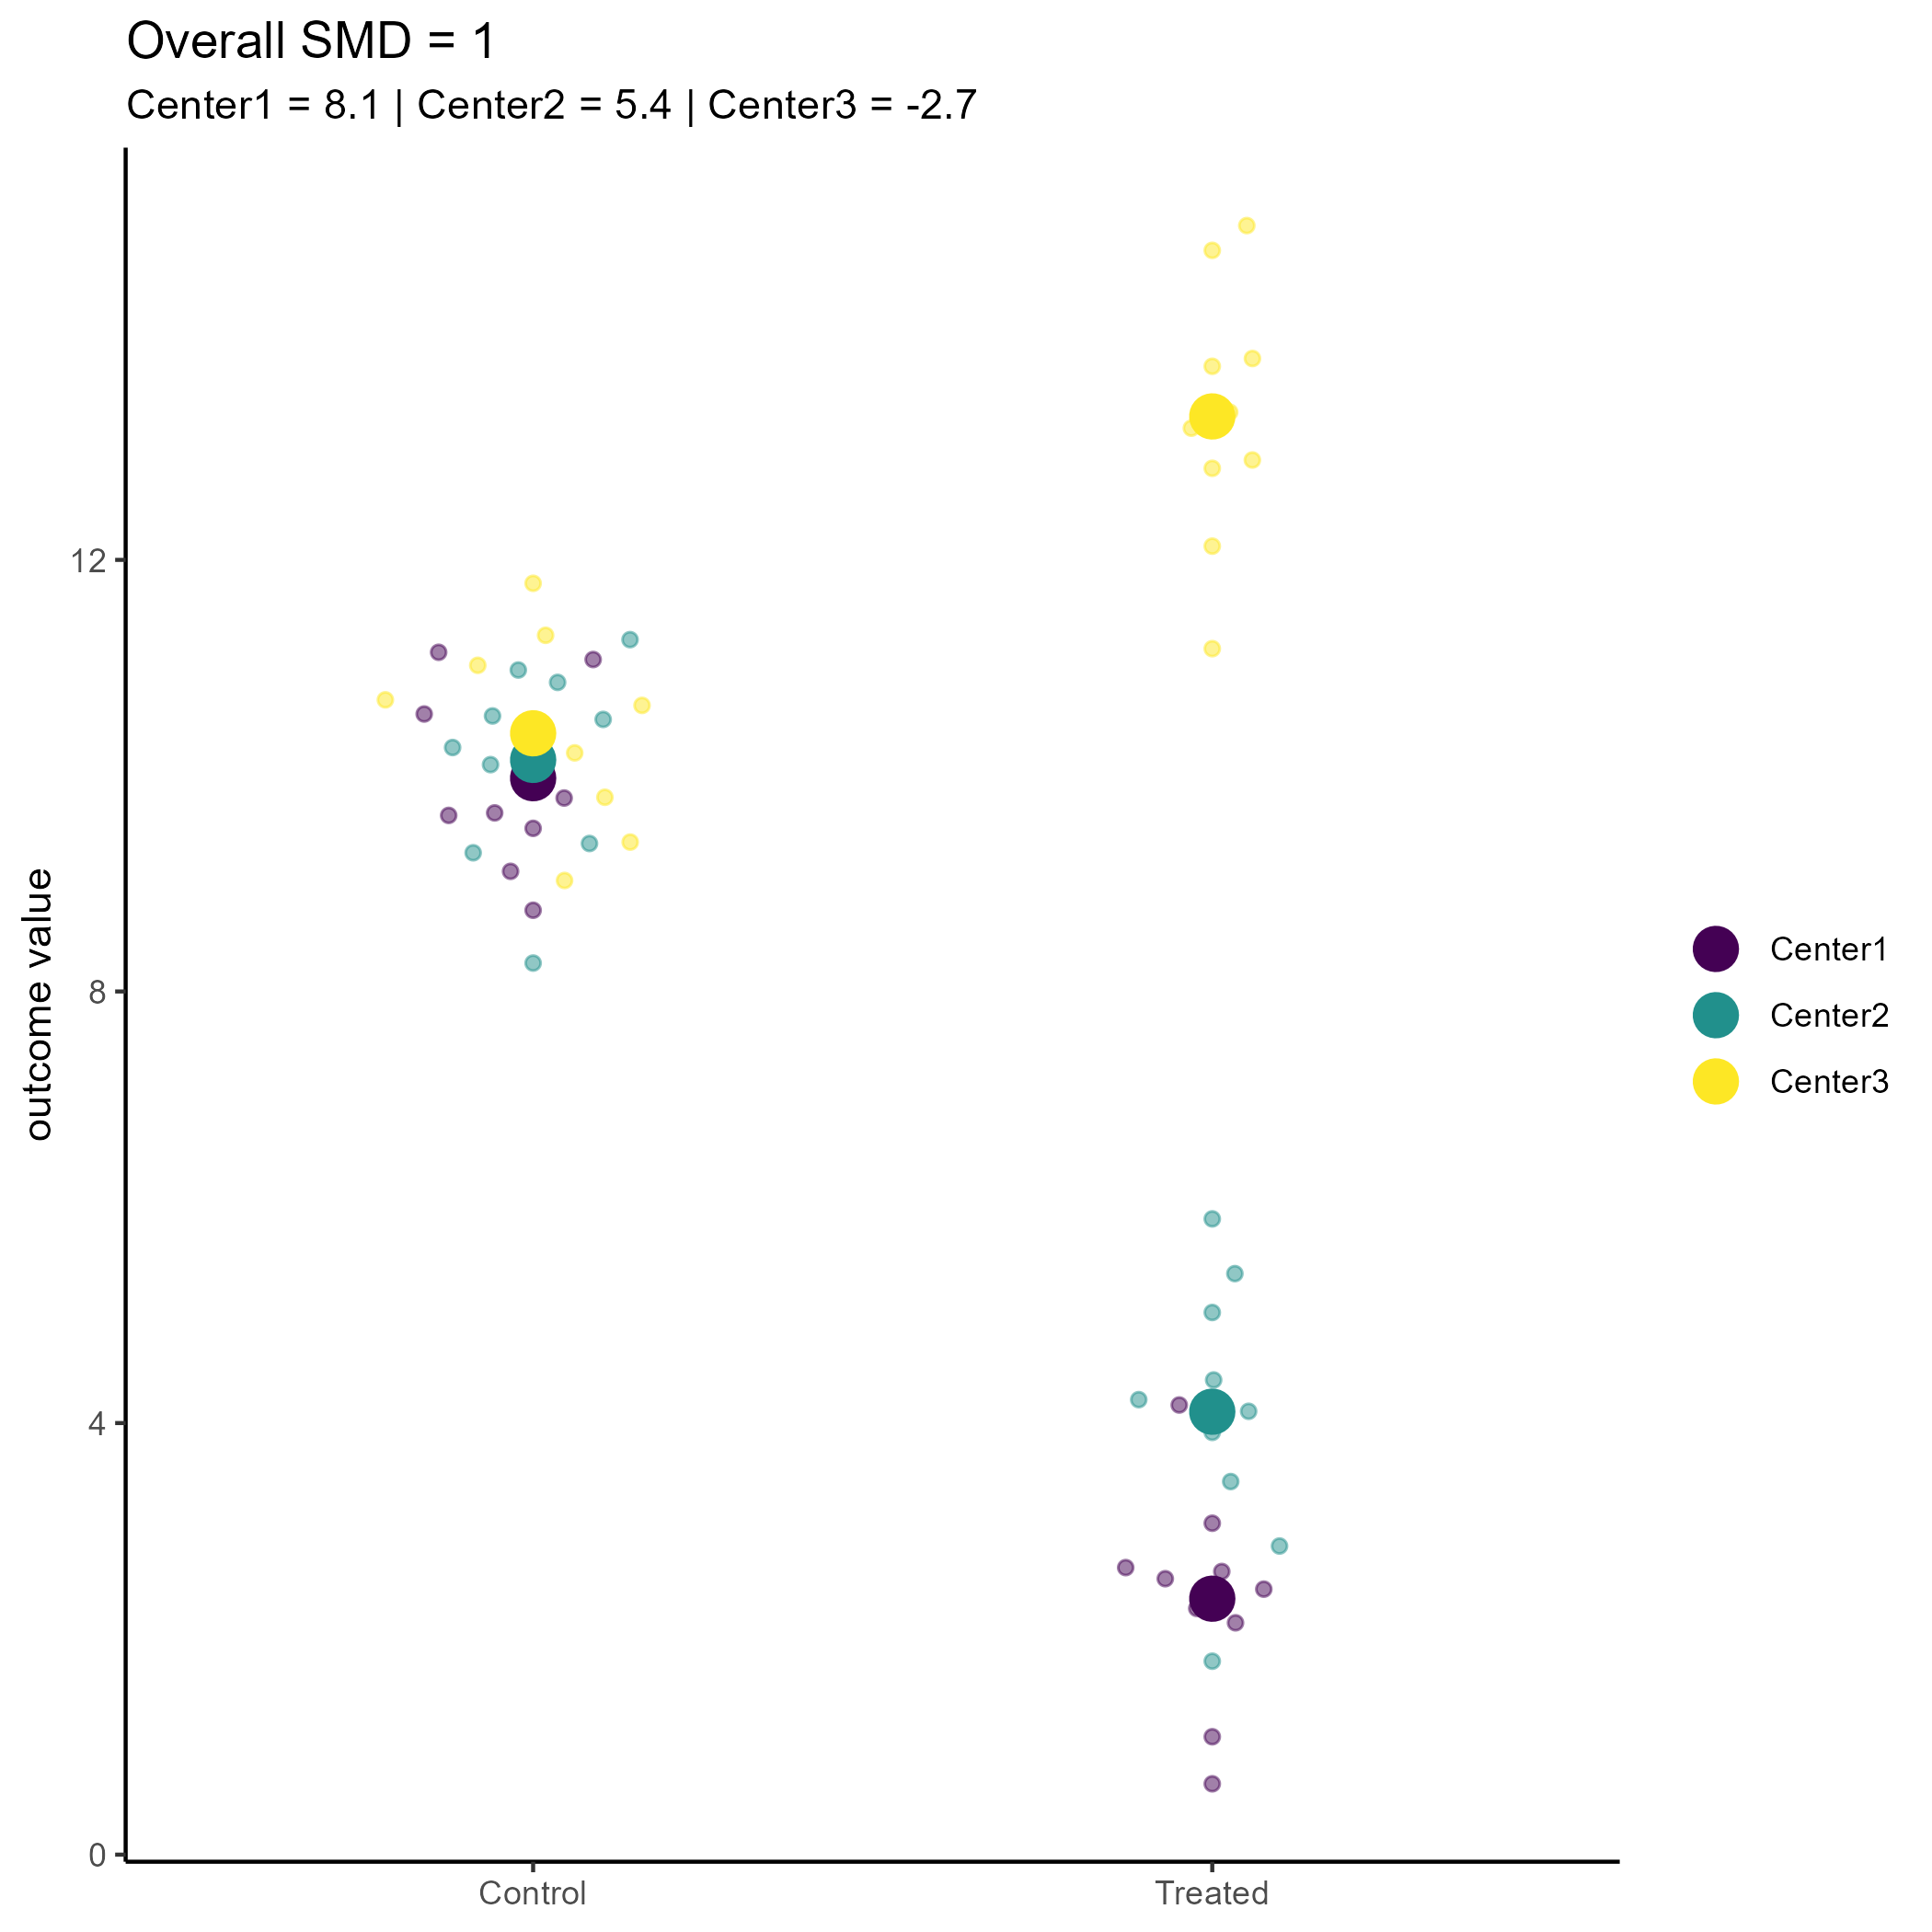 Overall SMD = 1
Center1 = 8.1 | Center2 = 5.4 | Center3 = -2.7
outcome value
12
8
4
0
Control
Treated
Center1
Center2
Center3